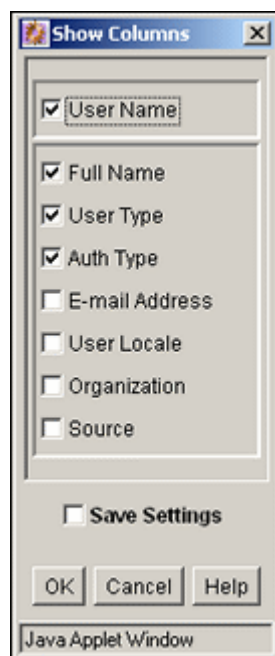 Show Columns
User Name
Full Name
User Type
Auth Type
E-mail Address
User Locale
Organization
Source
Save Settings
OK Cancel Help
Java Applet Window